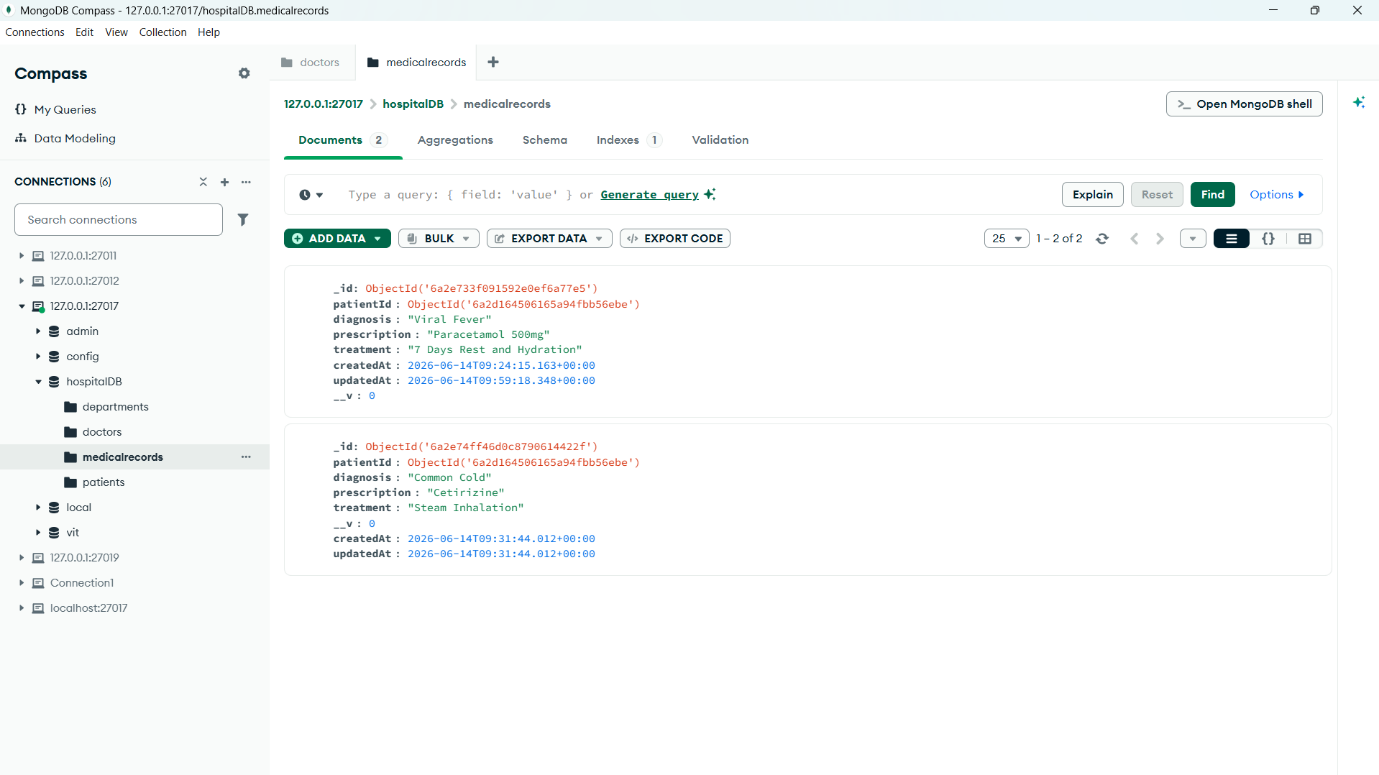 MongoDB Compass - 127.0.0.1:27017/hospitalDB.medicalrecords
Connections Edit View Collection Help
Compass
My Queries
Data Modeling
CONNECTIONS (6)
Search connections
127.0.0.1:27011
127.0.0.1:27012
127.0.0.1:27017
admin
config
hospitalDB
departments
doctors
medicalrecords
patients
local
vit
127.0.0.1:27019
Connection1
localhost:27017
doctors medicalrecords
127.0.0.1:27017 > hospitalDB > medicalrecords
Open MongoDB shell
Documents 2 Aggregations Schema Indexes 1 Validation
Type a query: { field: 'value' } or Generate query
Explain Reset Find Options
ADD DATA BULK EXPORT DATA EXPORT CODE
25 1 – 2 of 2
_id: ObjectId('6a2e733f091592e0ef6a77e5')
patientId : ObjectId('6a2d164506165a94fbb56ebe')
diagnosis : "Viral Fever"
prescription : "Paracetamol 500mg"
treatment : "7 Days Rest and Hydration"
createdAt : 2026-06-14T09:24:15.163+00:00
updatedAt : 2026-06-14T09:59:18.348+00:00
__v : 0
_id: ObjectId('6a2e74ff46d0c8790614422f')
patientId : ObjectId('6a2d164506165a94fbb56ebe')
diagnosis : "Common Cold"
prescription : "Cetirizine"
treatment : "Steam Inhalation"
__v : 0
createdAt : 2026-06-14T09:31:44.012+00:00
updatedAt : 2026-06-14T09:31:44.012+00:00